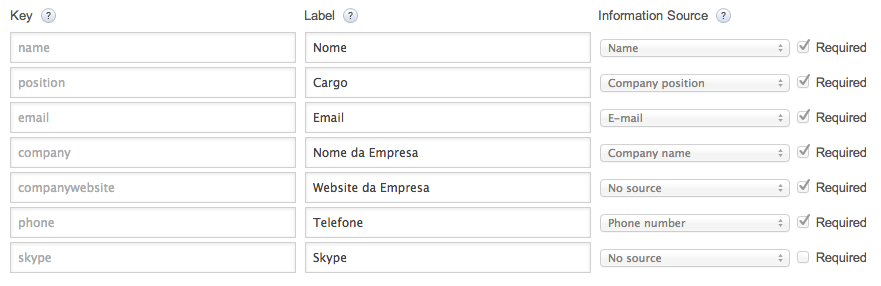 Key ? Label ? Information Source ?
name Nome Name Required
position Cargo Company position Required
email Email E-mail Required
company Nome da Empresa Company name Required
companywebsite Website da Empresa No source Required
phone Telefone Phone number Required
skype Skype No source Required